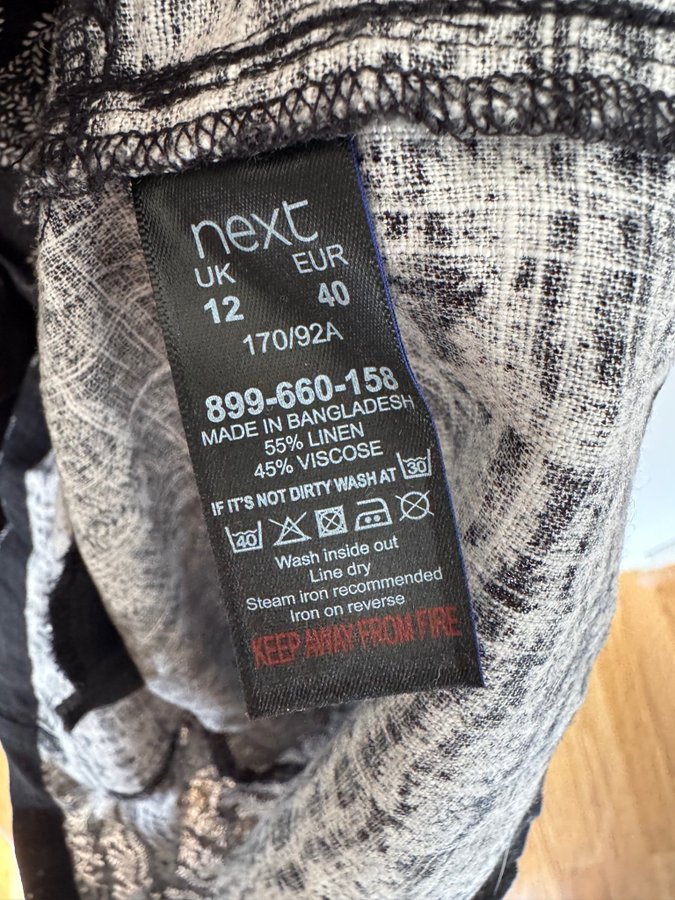 next
UK EUR
12 40
170/92A
899-660-158
MADE IN BANGLADESH
55% LINEN
45% VISCOSE
IF IT'S NOT DIRTY WASH AT 30
40
Wash inside out
Line dry
Steam iron recommended
Iron on reverse
KEEP AWAY FROM FIRE